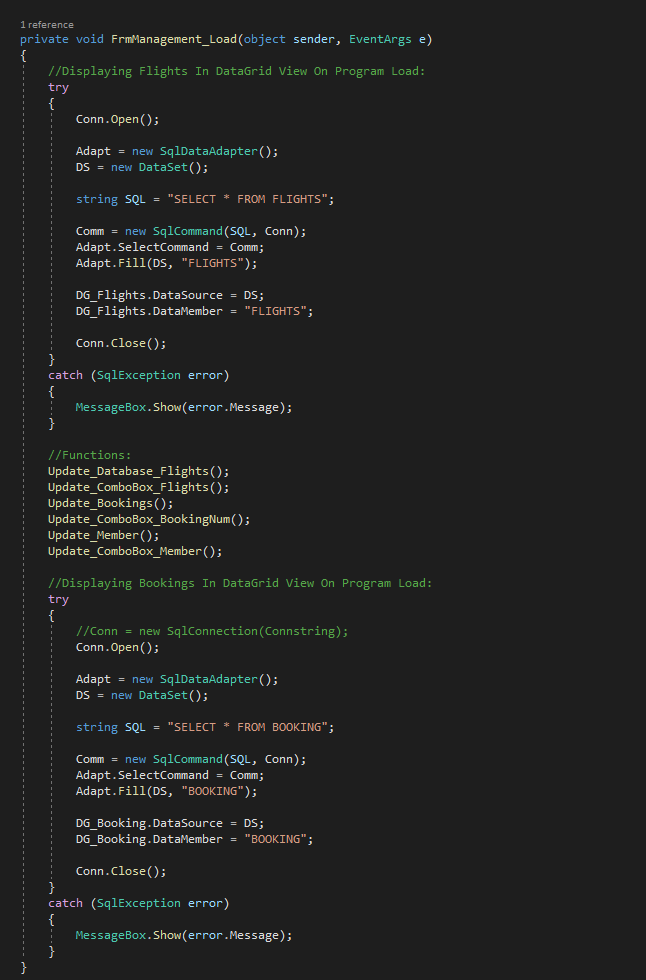 1 reference
private void FrmManagement_Load(object sender, EventArgs e)
{
//Displaying Flights In DataGrid View On Program Load:
try
{
Conn.Open();
Adapt = new SqlDataAdapter();
DS = new DataSet();
string SQL = "SELECT * FROM FLIGHTS";
Comm = new SqlCommand(SQL, Conn);
Adapt.SelectCommand = Comm;
Adapt.Fill(DS, "FLIGHTS");
DG_Flights.DataSource = DS;
DG_Flights.DataMember = "FLIGHTS";
Conn.Close();
}
catch (SqlException error)
{
MessageBox.Show(error.Message);
}
//Functions:
Update_Database_Flights();
Update_ComboBox_Flights();
Update_Bookings();
Update_ComboBox_BookingNum();
Update_Member();
Update_ComboBox_Member();
//Displaying Bookings In DataGrid View On Program Load:
try
{
//Conn = new SqlConnection(Connstring);
Conn.Open();
Adapt = new SqlDataAdapter();
DS = new DataSet();
string SQL = "SELECT * FROM BOOKING";
Comm = new SqlCommand(SQL, Conn);
Adapt.SelectCommand = Comm;
Adapt.Fill(DS, "BOOKING");
DG_Booking.DataSource = DS;
DG_Booking.DataMember = "BOOKING";
Conn.Close();
}
catch (SqlException error)
{
MessageBox.Show(error.Message);
}
}